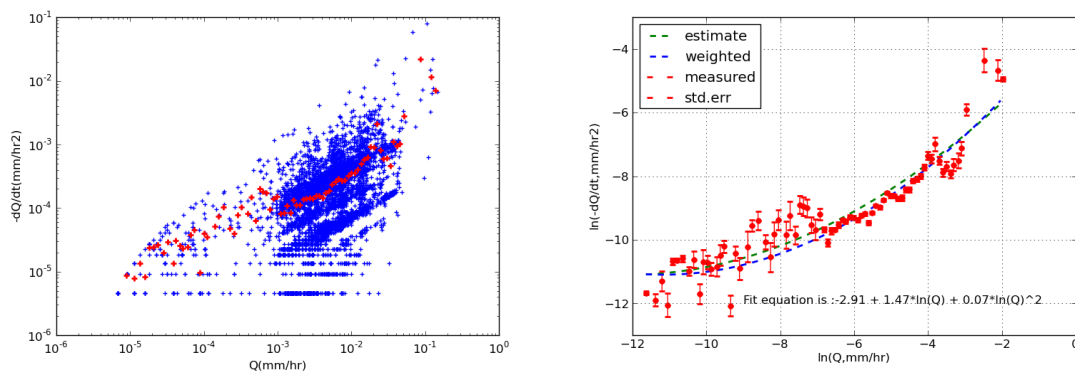 10^-1
10^-2
10^-3
10^-4
10^-5
10^-6
-dQ/dt(mm/hr2)
10^-6 10^-5 10^-4 10^-3 10^-2 10^-1 10^0
Q(mm/hr)
estimate
weighted
measured
std.err
−4
−6
−8
−10
−12
ln(-dQ/dt,mm/hr2)
Fit equation is :-2.91 + 1.47*ln(Q) + 0.07*ln(Q)^2
−12 −10 −8 −6 −4 −2 0
ln(Q,mm/hr)